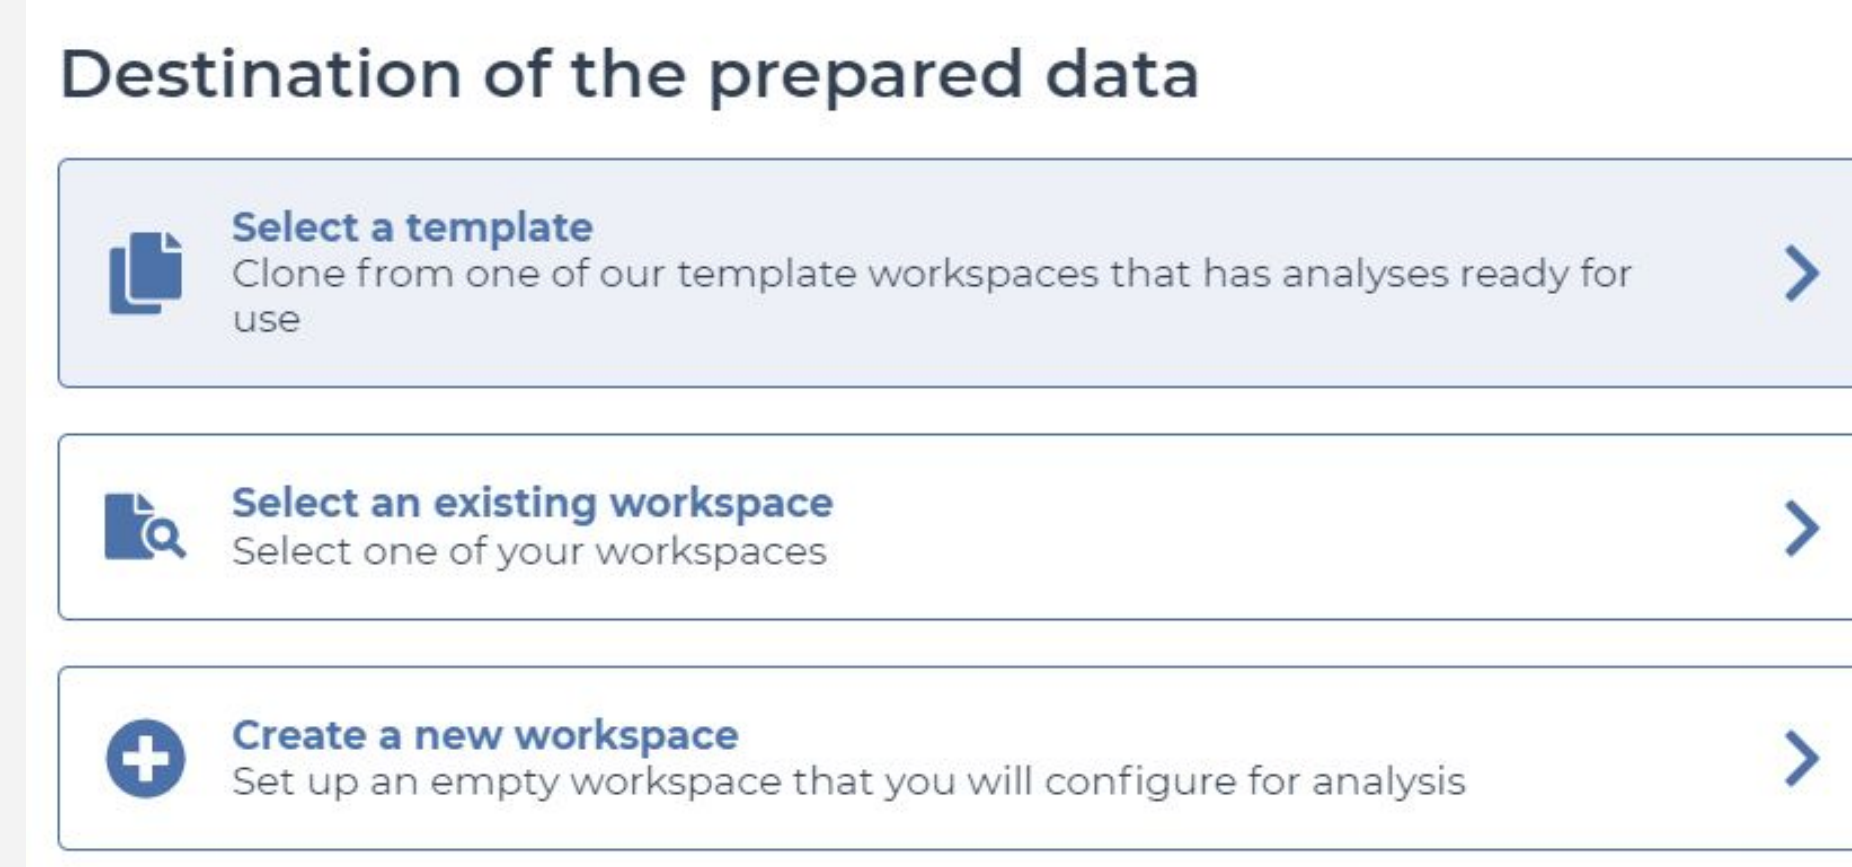 Destination of the prepared data
Select a template
Clone from one of our template workspaces that has analyses ready for
use
Select an existing workspace
Select one of your workspaces
Create a new workspace
Set up an empty workspace that you will configure for analysis